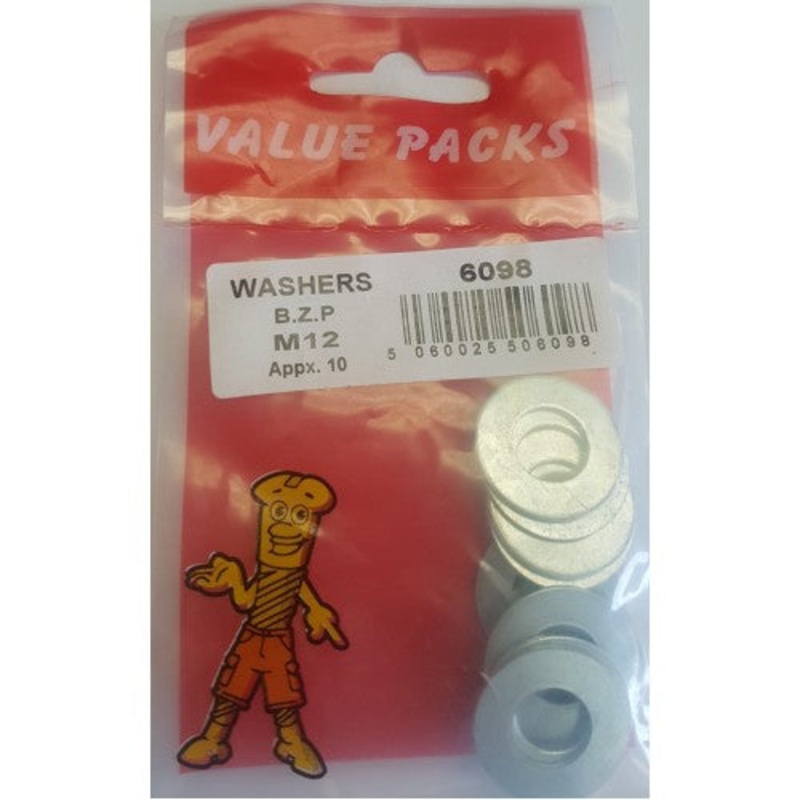 VALUE PACKS
WASHERS
B.Z.P
M12
Appx. 10
6098
5 060025 506098